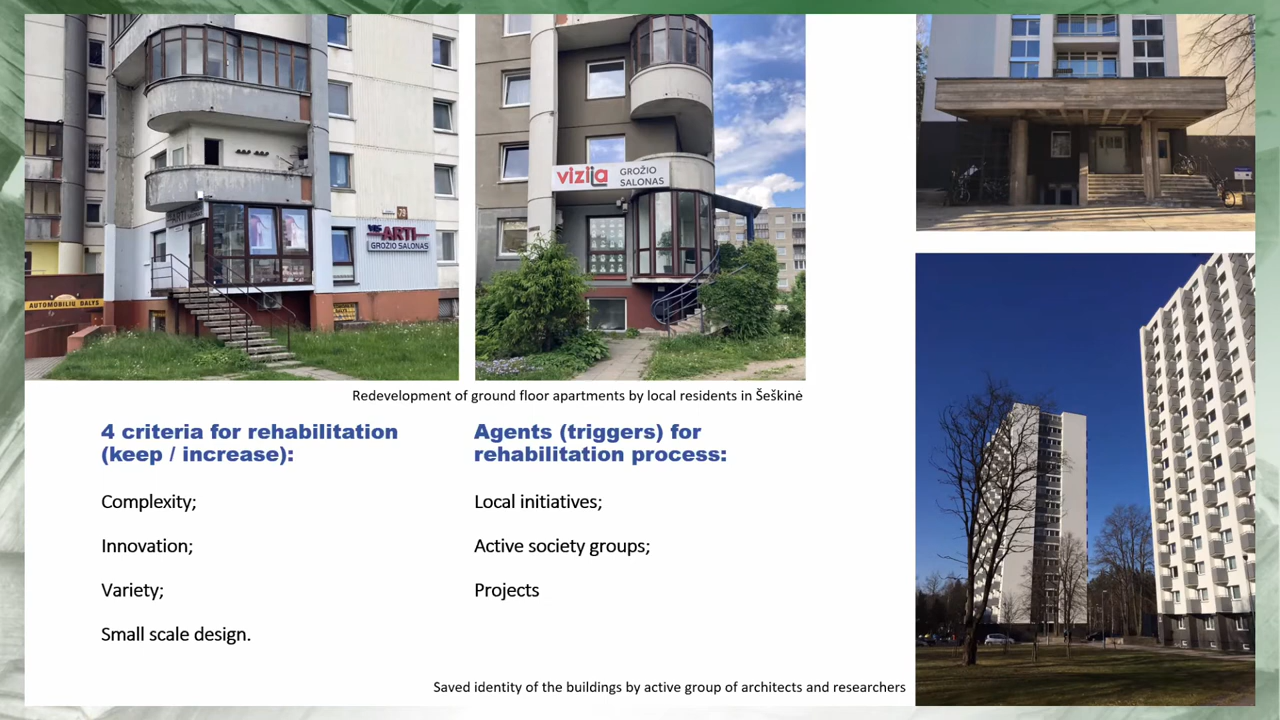 79
VIS ARTI
GROŽIO SALONAS
AUTOMOBILIŲ DALYS
vizija
GROŽIO
SALONAS
Redevelopment of ground floor apartments by local residents in Šeškinė
4 criteria for rehabilitation
(keep / increase):
Complexity;
Innovation;
Variety;
Small scale design.
Agents (triggers) for
rehabilitation process:
Local initiatives;
Active society groups;
Projects
Saved identity of the buildings by active group of architects and researchers